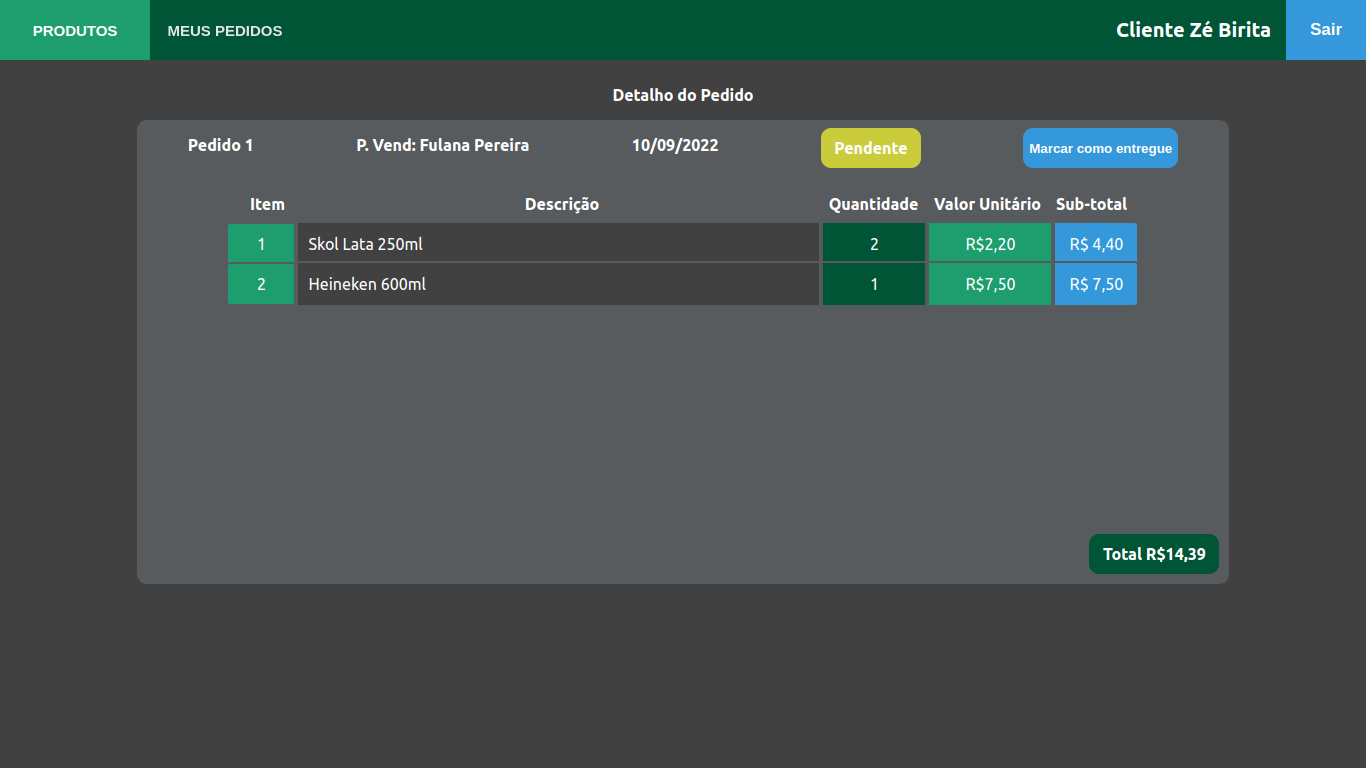 PRODUTOS MEUS PEDIDOS Cliente Zé Birita Sair
Detalho do Pedido
Pedido 1 P. Vend: Fulana Pereira 10/09/2022 Pendente Marcar como entregue
Item Descrição Quantidade Valor Unitário Sub-total
1 Skol Lata 250ml 2 R$2,20 R$ 4,40
2 Heineken 600ml 1 R$7,50 R$ 7,50
Total R$14,39